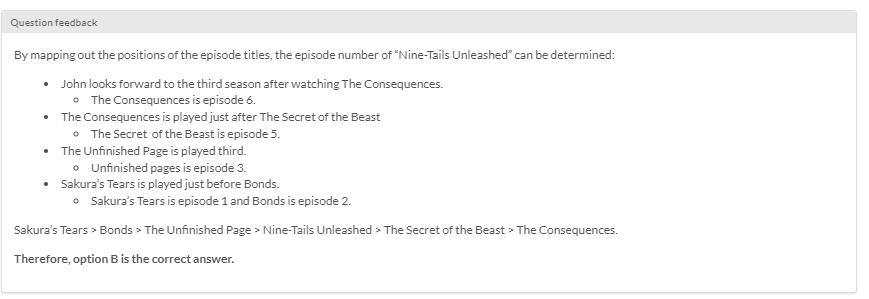 Question feedback
By mapping out the positions of the episode titles, the episode number of “Nine-Tails Unleashed” can be determined:
• John looks forward to the third season after watching The Consequences.
○ The Consequences is episode 6.
• The Consequences is played just after The Secret of the Beast
○ The Secret of the Beast is episode 5.
• The Unfinished Page is played third.
○ Unfinished pages is episode 3.
• Sakura’s Tears is played just before Bonds.
○ Sakura’s Tears is episode 1 and Bonds is episode 2.
Sakura’s Tears > Bonds > The Unfinished Page > Nine-Tails Unleashed > The Secret of the Beast > The Consequences.
Therefore, option B is the correct answer.